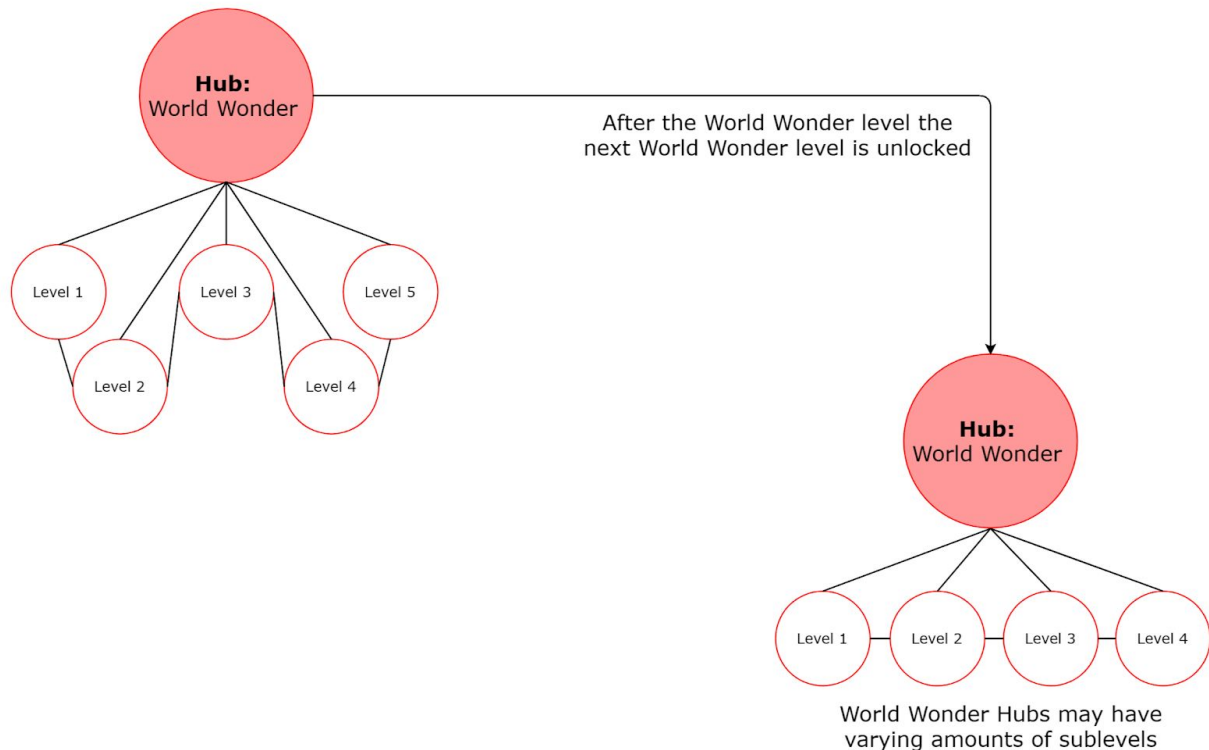 Hub:
World Wonder
After the World Wonder level the
next World Wonder level is unlocked
Level 1
Level 3
Level 5
Level 2
Level 4
Hub:
World Wonder
Level 1
Level 2
Level 3
Level 4
World Wonder Hubs may have
varying amounts of sublevels